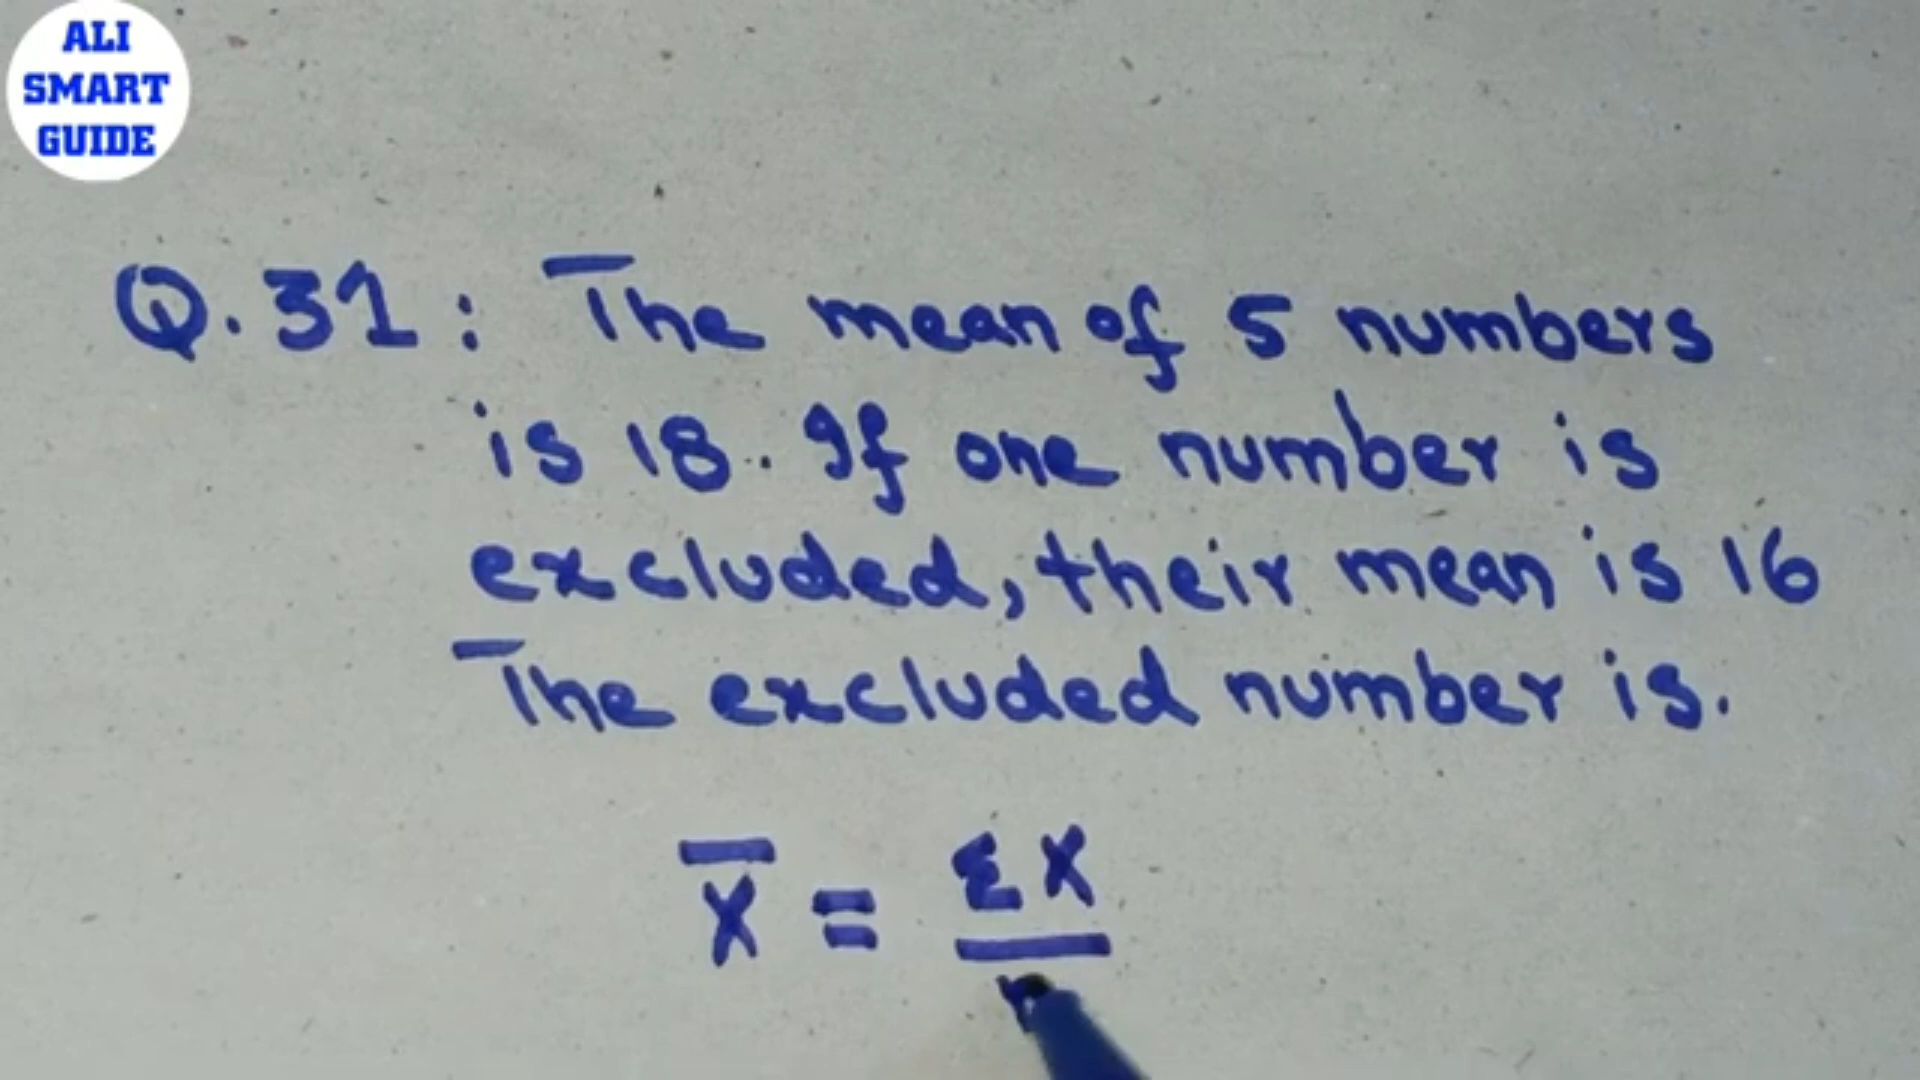 ALI
SMART
GUIDE
Q.31: The mean of 5 numbers
is 18. If one number is
excluded, their mean is 16
The excluded number is.
X̅ = ΣX